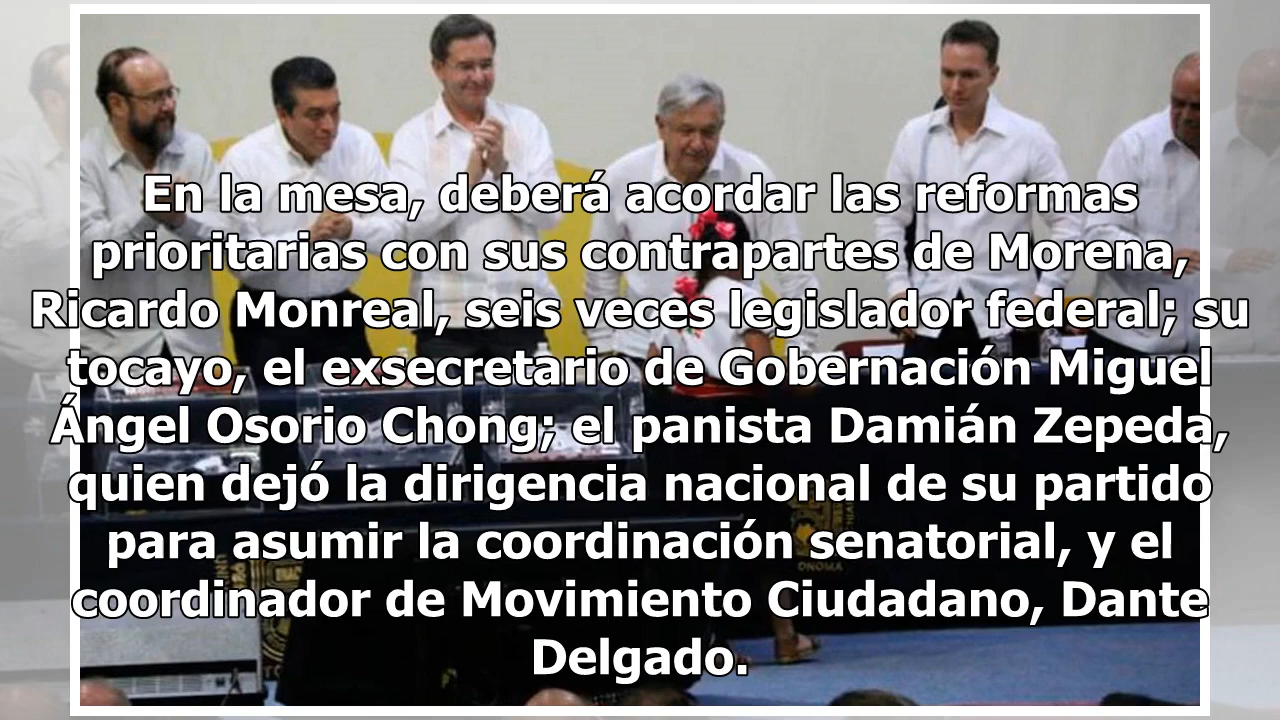 En la mesa, deberá acordar las reformas
prioritarias con sus contrapartes de Morena,
Ricardo Monreal, seis veces legislador federal; su
tocayo, el exsecretario de Gobernación Miguel
Ángel Osorio Chong; el panista Damián Zepeda,
quien dejó la dirigencia nacional de su partido
para asumir la coordinación senatorial, y el
coordinador de Movimiento Ciudadano, Dante
Delgado.